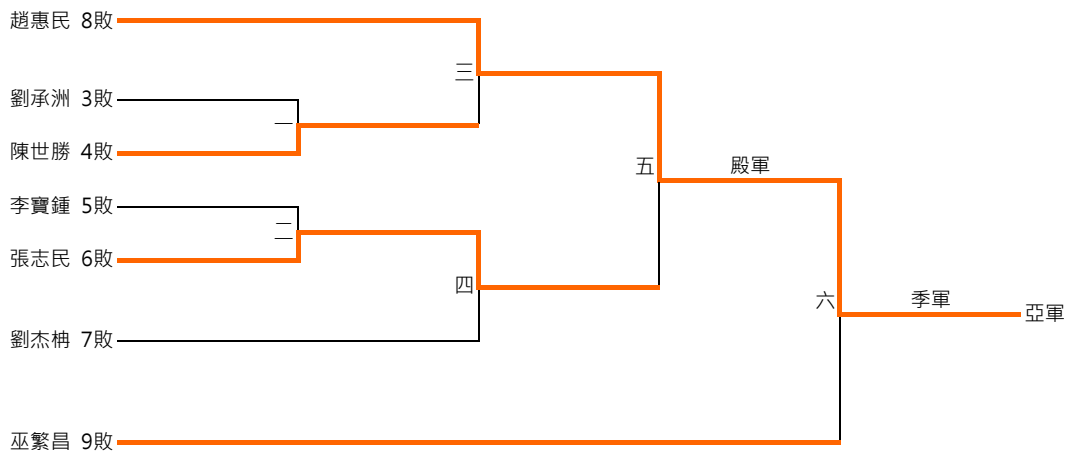 趙惠民 8敗
三
劉承洲 3敗
一
陳世勝 4敗
五
殿軍
李寶鍾 5敗
二
張志民 6敗
四
六
季軍
亞軍
劉杰柟 7敗
巫繁昌 9敗